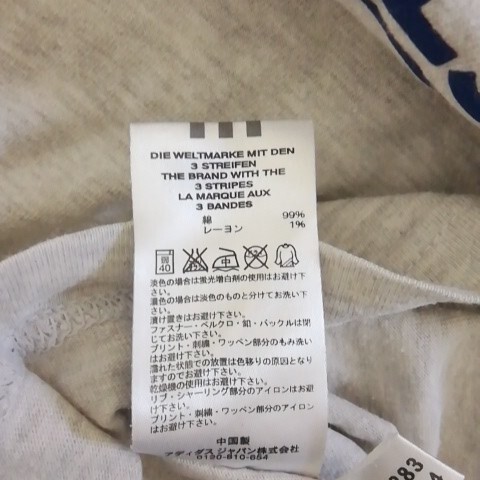 DIE WELTMARKE MIT DEN
3 STREIFEN
THE BRAND WITH THE
3 STRIPES
LA MARQUE AUX
3 BANDES
綿 99%
レーヨン 1%
弱
40
中
淡色の場合は蛍光増白剤の使用はお避け下
さい。
濃色の場合は淡色のものと分けてお洗い下
さい。
漬け置きはお避け下さい。
ファスナー・ベルクロ・釦・バックルは閉
じてお洗い下さい。
プリント・刺繍・ワッペン部分のもみ洗い
はお避け下さい。
濡れた状態での放置は色移りの原因となり
ますのでお避け下さい。
乾燥機の使用はお避け下さい。
リブ・シャーリング部分のアイロンはお避
け下さい。
プリント・刺繍・ワッペン部分のアイロン
はお避け下さい。
中国製
アディダス ジャパン株式会社
0120-810-654